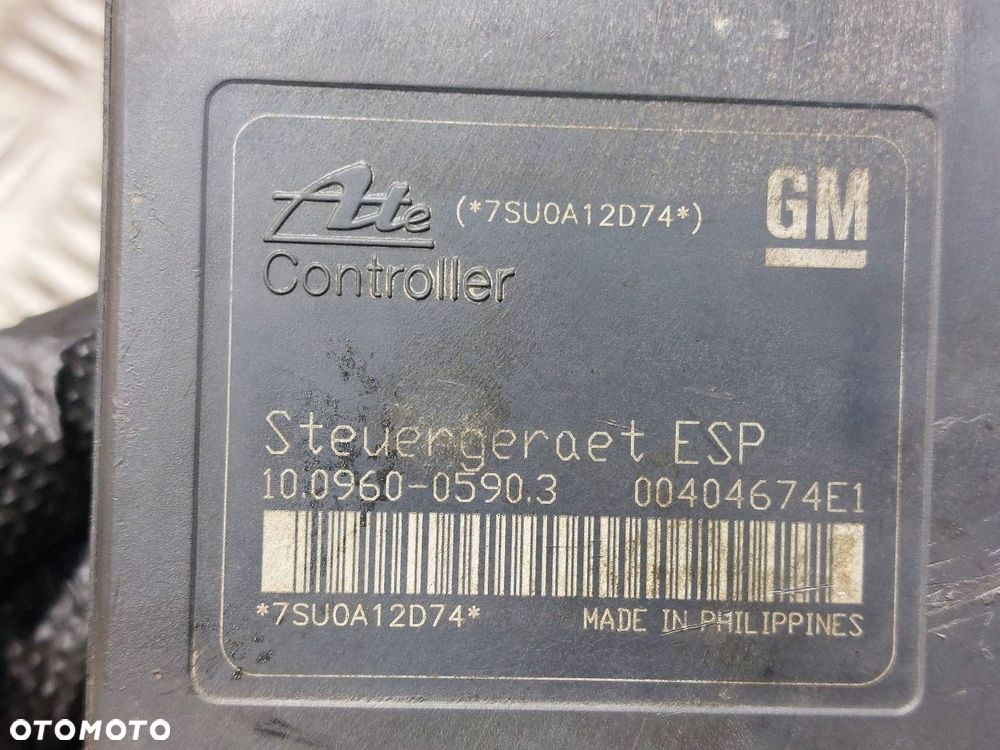 Ate (*7SU0A12D74*) GM
Controller
Steuergeraet ESP
10.0960-0590.3 00404674E1
*7SU0A12D74* MADE IN PHILIPPINES
OTOMOTO